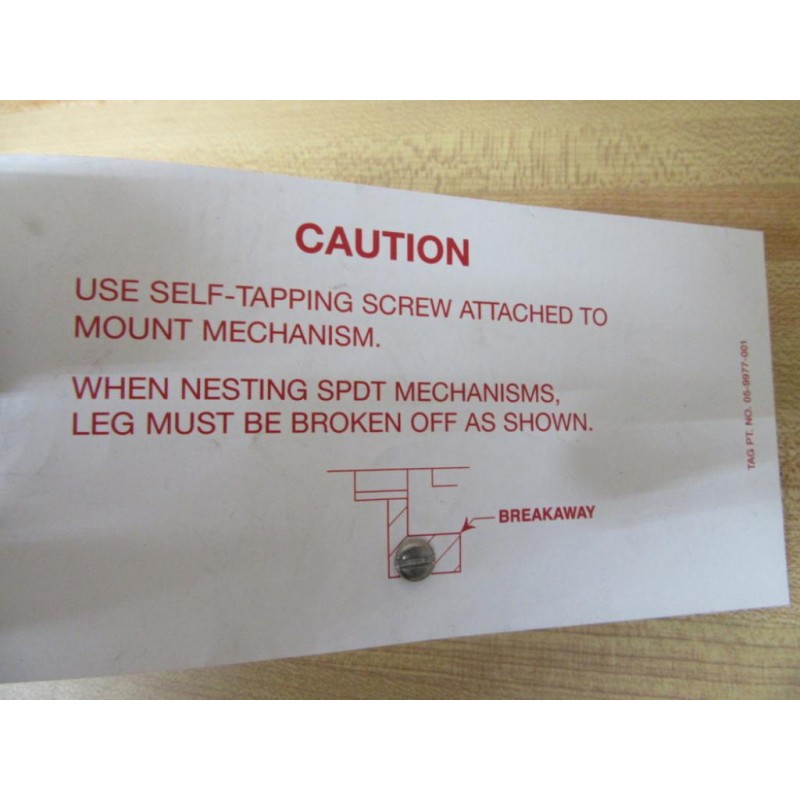 CAUTION
USE SELF-TAPPING SCREW ATTACHED TO
MOUNT MECHANISM.
WHEN NESTING SPDT MECHANISMS,
LEG MUST BE BROKEN OFF AS SHOWN.
BREAKAWAY
TAG PT. NO. 05-9977-001